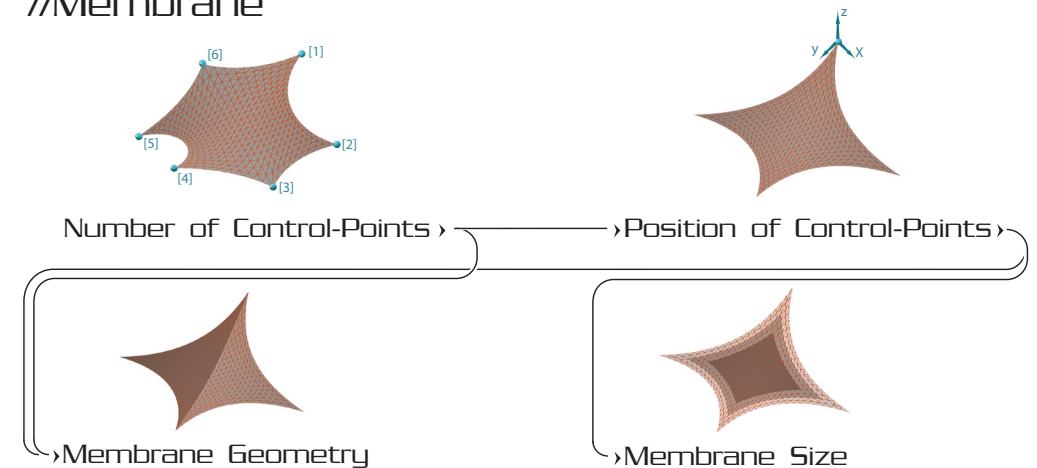 //Membrane
[6]
[1]
[5]
[2]
[4]
[3]
z
y
X
Number of Control-Points ›
›Position of Control-Points›
›Membrane Geometry
›Membrane Size